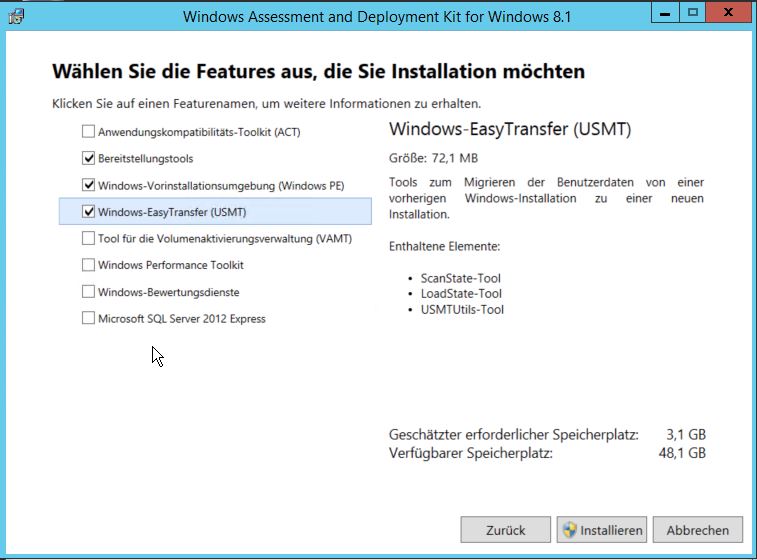 Windows Assessment and Deployment Kit for Windows 8.1
Wählen Sie die Features aus, die Sie Installation möchten
Klicken Sie auf einen Featurenamen, um weitere Informationen zu erhalten.
Anwendungskompatibilitäts-Toolkit (ACT)
Bereitstellungstools
Windows-Vorinstallationsumgebung (Windows PE)
Windows-EasyTransfer (USMT)
Tool für die Volumenaktivierungsverwaltung (VAMT)
Windows Performance Toolkit
Windows-Bewertungsdienste
Microsoft SQL Server 2012 Express
Windows-EasyTransfer (USMT)
Größe: 72,1 MB
Tools zum Migrieren der Benutzerdaten von einer
vorherigen Windows-Installation zu einer neuen
Installation.
Enthaltene Elemente:
• ScanState-Tool
• LoadState-Tool
• USMTUtils-Tool
Geschätzter erforderlicher Speicherplatz: 3,1 GB
Verfügbarer Speicherplatz: 48,1 GB
Zurück Installieren Abbrechen